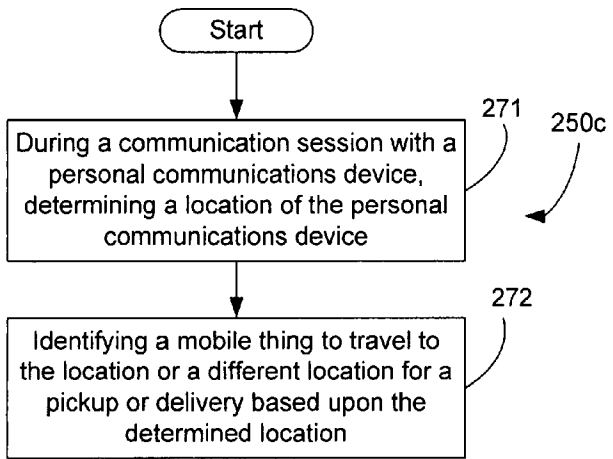 Start
During a communication session with a
personal communications device,
determining a location of the personal
communications device
271
250c
Identifying a mobile thing to travel to
the location or a different location for a
pickup or delivery based upon the
determined location
272